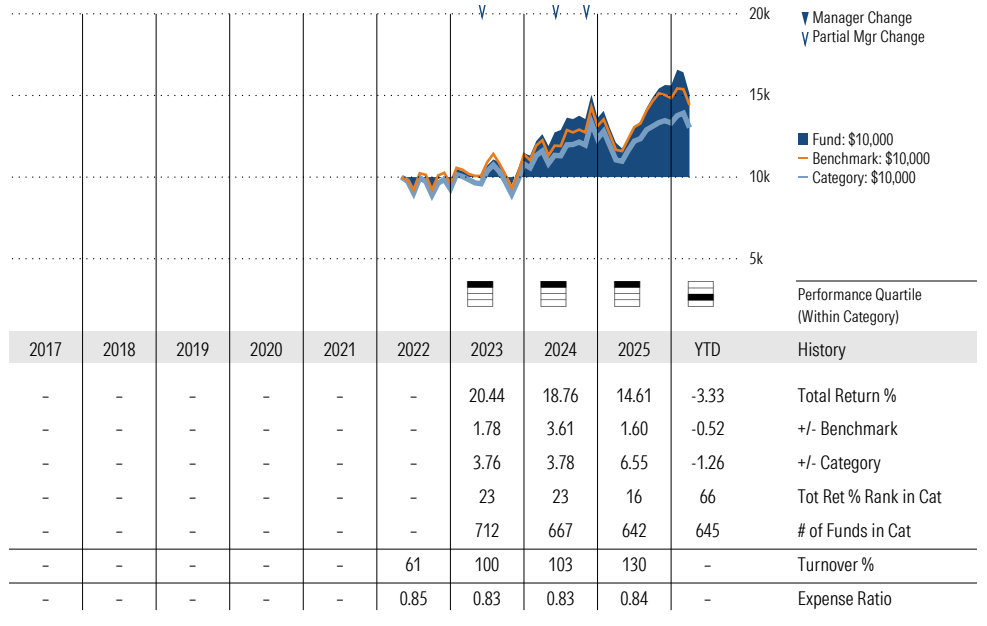 20k
Manager Change
Partial Mgr Change
15k
Fund: $10,000
Benchmark: $10,000
10k
Category: $10,000
5k
Performance Quartile
(Within Category)
2017 2018 2019 2020 2021 2022 2023 2024 2025 YTD History
– – – – – – 20.44 18.76 14.61 -3.33 Total Return %
– – – – – – 1.78 3.61 1.60 -0.52 +/- Benchmark
– – – – – – 3.76 3.78 6.55 -1.26 +/- Category
– – – – – – 23 23 16 66 Tot Ret % Rank in Cat
– – – – – – 712 667 642 645 # of Funds in Cat
– – – – – 61 100 103 130 – Turnover %
– – – – – 0.85 0.83 0.83 0.84 – Expense Ratio